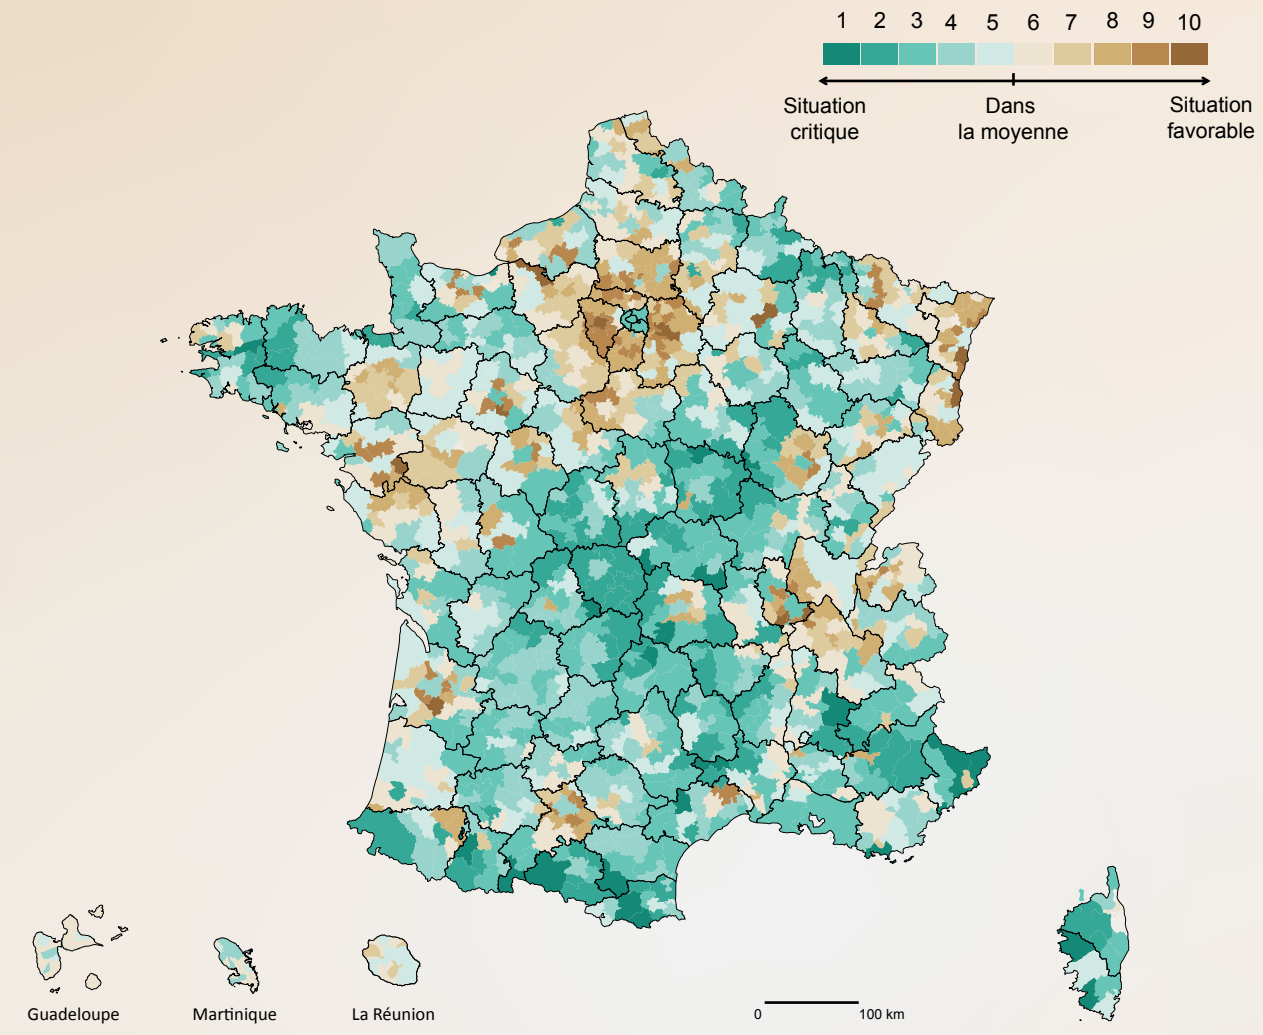 1 2 3 4 5 6 7 8 9 10
Situation critique
Dans la moyenne
Situation favorable
Guadeloupe
Martinique
La Réunion
0 100 km